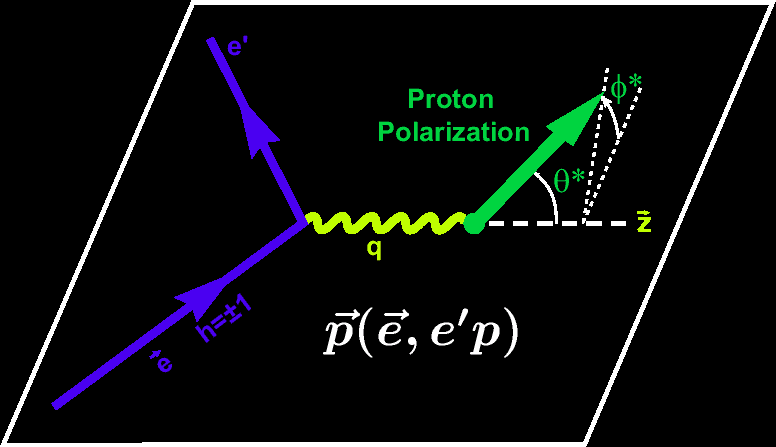 e'
Proton
Polarization
ϕ*
θ*
z⃗
q
h=±1
e⃗
p⃗(e⃗, e′p)